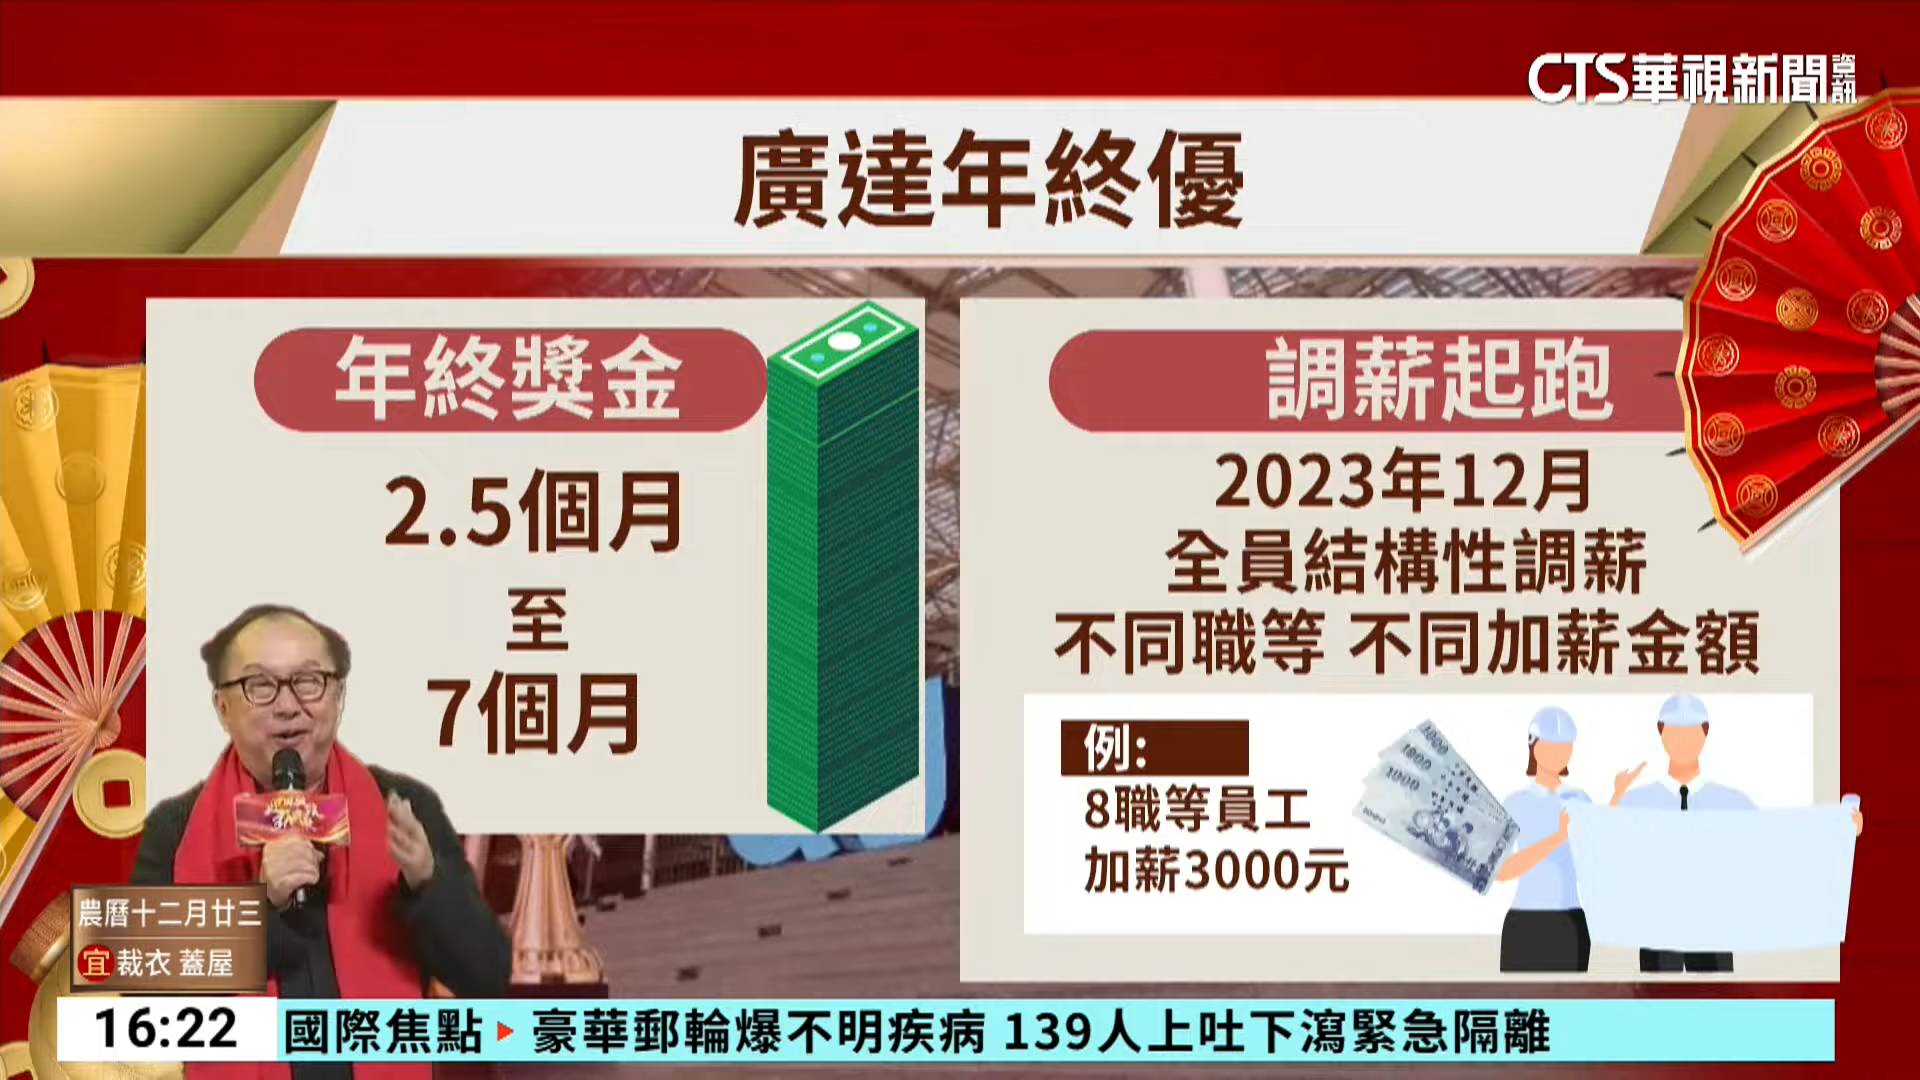 CTS華視新聞資訊
廣達年終優
年終獎金
2.5個月
至
7個月
調薪起跑
2023年12月
全員結構性調薪
不同職等 不同加薪金額
例:
8職等員工
加薪3000元
1000
1000
1000
農曆十二月廿三
宜 裁衣 蓋屋
16:22
國際焦點 豪華郵輪爆不明疾病 139人上吐下瀉緊急隔離